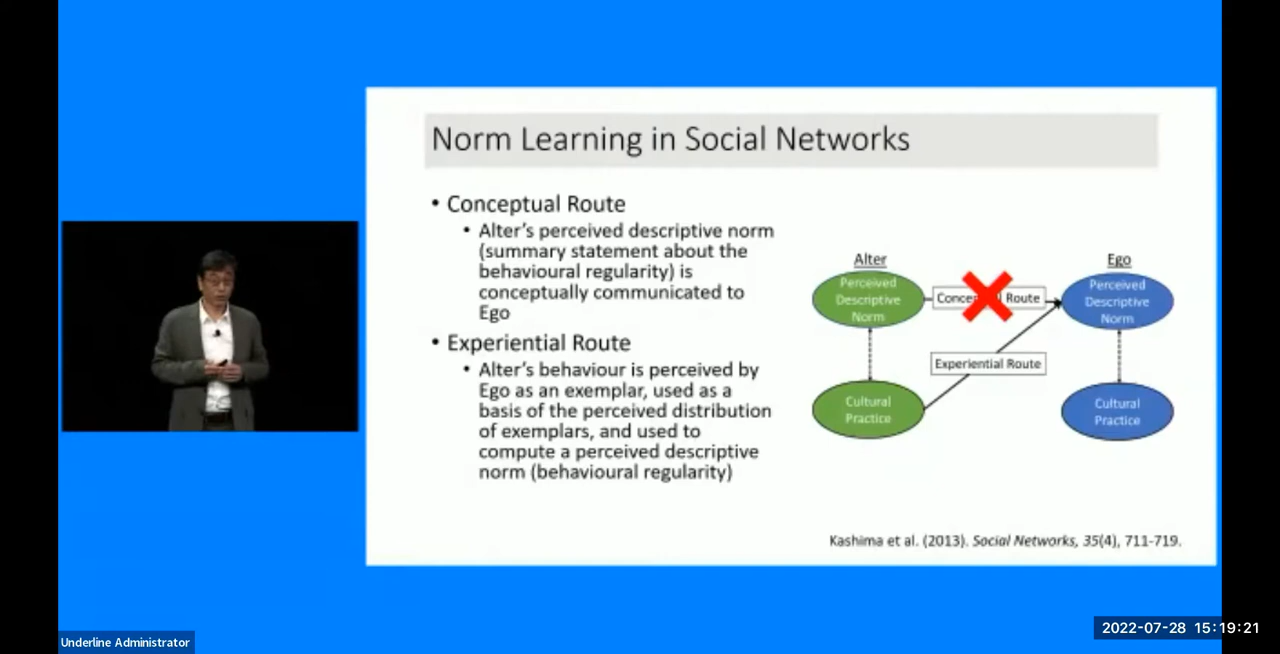 Norm Learning in Social Networks
• Conceptual Route
• Alter's perceived descriptive norm
(summary statement about the
behavioural regularity) is
conceptually communicated to
Ego
• Experiential Route
• Alter's behaviour is perceived by
Ego as an exemplar, used as a
basis of the perceived distribution
of exemplars, and used to
compute a perceived descriptive
norm (behavioural regularity)
Alter
Ego
Perceived
Descriptive
Norm
Route
Perceived
Descriptive
Norm
Experiential Route
Cultural
Practice
Cultural
Practice
Kashima et al. (2013). Social Networks, 35(4), 711-719.
Underline Administrator
2022-07-28 15:19:21